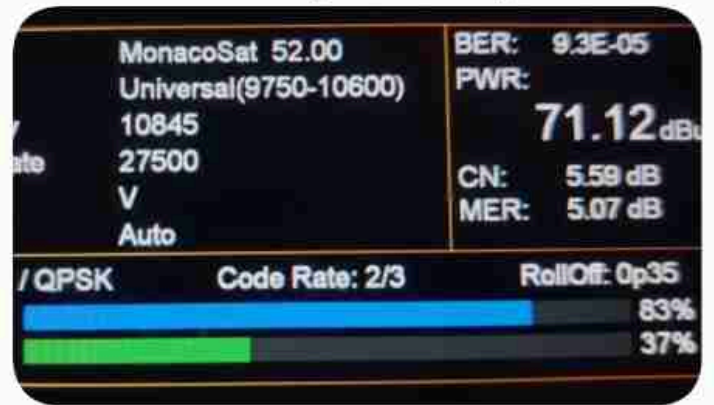 MonacoSat 52.00
Universal(9750-10600)
10845
27500
V
Auto
BER: 9.3E-05
PWR:
71.12 dBu
CN: 5.59 dB
MER: 5.07 dB
/ QPSK Code Rate: 2/3 RollOff: 0p35
83%
37%